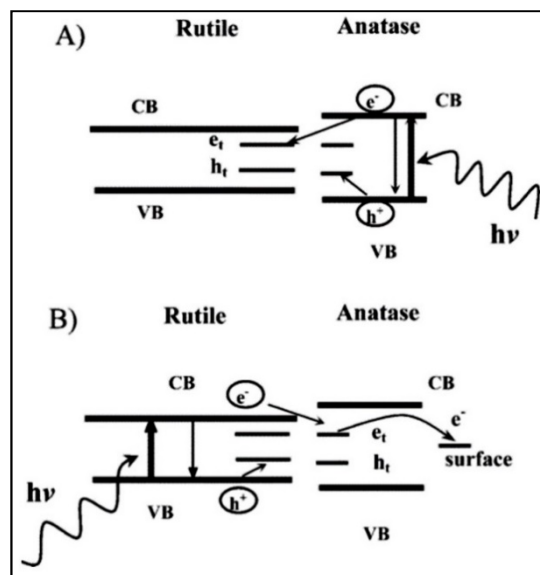 A)
Rutile Anatase
e⁻
CB CB
eₜ
hₜ
VB h⁺
VB
hν
B)
Rutile Anatase
CB e⁻ CB
eₜ e⁻
hₜ surface
hν VB h⁺
VB